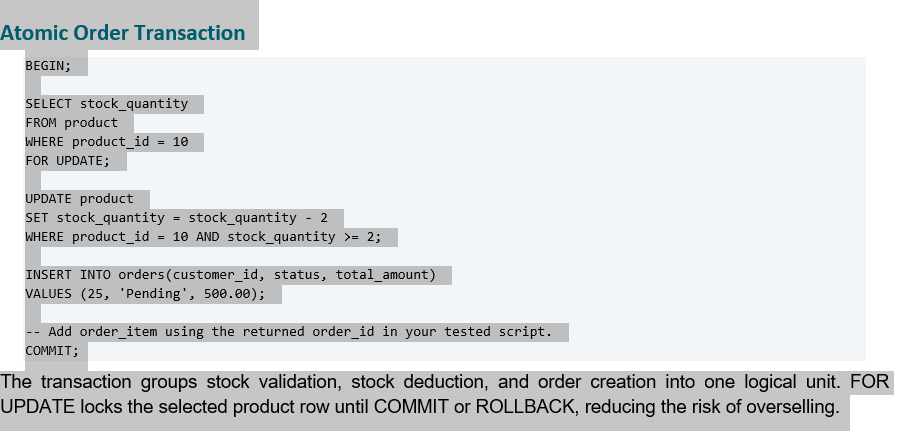 Atomic Order Transaction
BEGIN;
SELECT stock_quantity
FROM product
WHERE product_id = 10
FOR UPDATE;
UPDATE product
SET stock_quantity = stock_quantity - 2
WHERE product_id = 10 AND stock_quantity >= 2;
INSERT INTO orders(customer_id, status, total_amount)
VALUES (25, 'Pending', 500.00);
-- Add order_item using the returned order_id in your tested script.
COMMIT;
The transaction groups stock validation, stock deduction, and order creation into one logical unit. FOR
UPDATE locks the selected product row until COMMIT or ROLLBACK, reducing the risk of overselling.